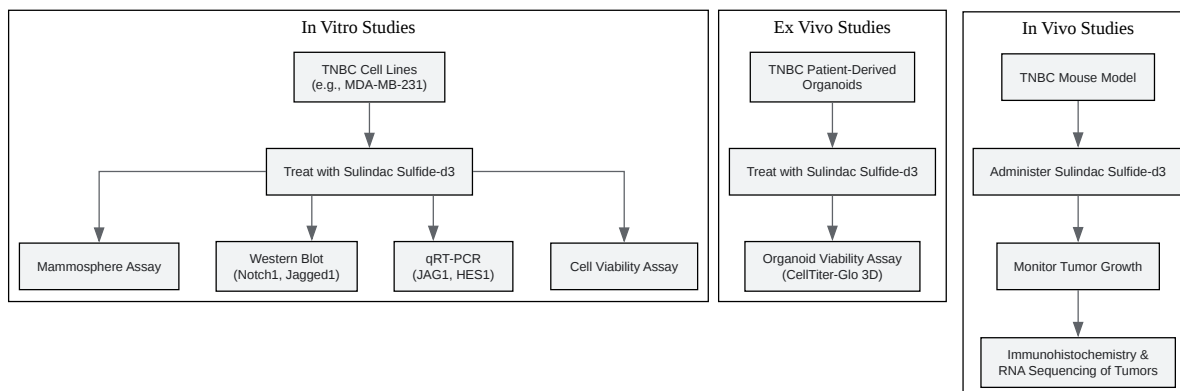 In Vitro Studies
TNBC Cell Lines
(e.g., MDA-MB-231)
Treat with Sulindac Sulfide-d3
Mammosphere Assay
Western Blot
(Notch1, Jagged1)
qRT-PCR
(JAG1, HES1)
Cell Viability Assay
Ex Vivo Studies
TNBC Patient-Derived
Organoids
Treat with Sulindac Sulfide-d3
Organoid Viability Assay
(CellTiter-Glo 3D)
In Vivo Studies
TNBC Mouse Model
Administer Sulindac Sulfide-d3
Monitor Tumor Growth
Immunohistochemistry &
RNA Sequencing of Tumors